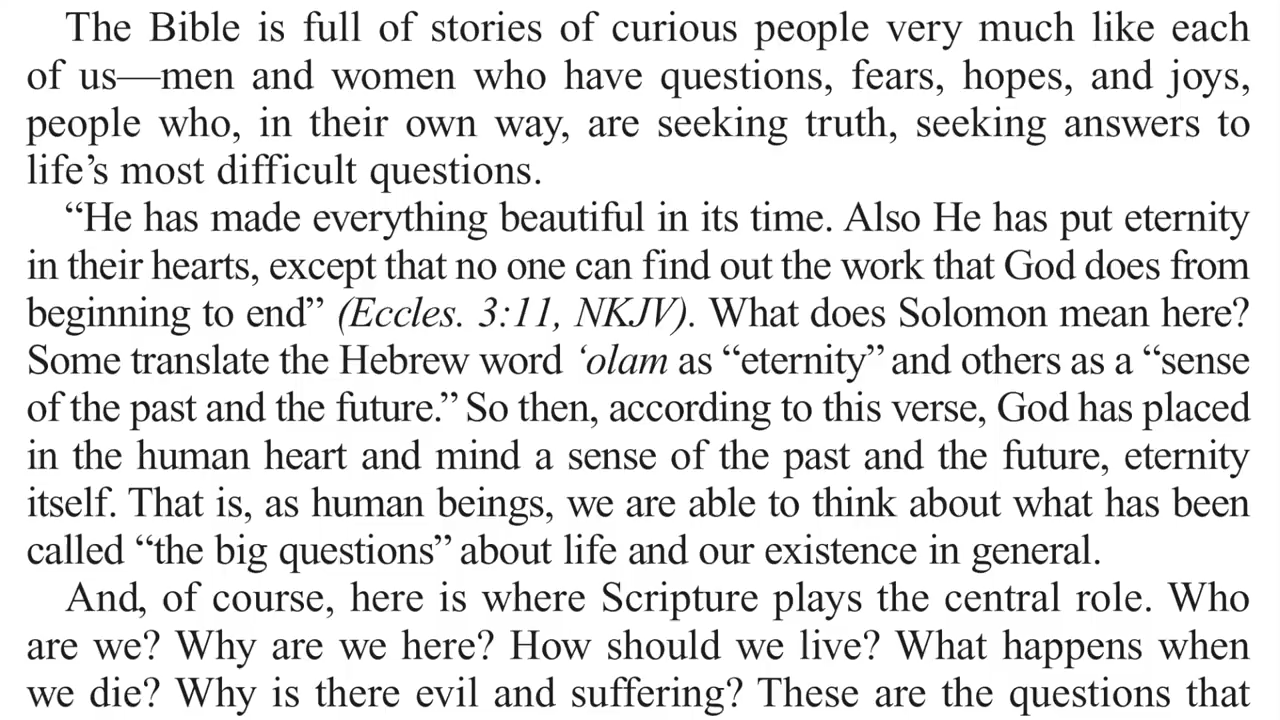 The Bible is full of stories of curious people very much like each
of us—men and women who have questions, fears, hopes, and joys,
people who, in their own way, are seeking truth, seeking answers to
life’s most difficult questions.
“He has made everything beautiful in its time. Also He has put eternity
in their hearts, except that no one can find out the work that God does from
beginning to end” (Eccles. 3:11, NKJV). What does Solomon mean here?
Some translate the Hebrew word ‘olam as “eternity” and others as a “sense
of the past and the future.” So then, according to this verse, God has placed
in the human heart and mind a sense of the past and the future, eternity
itself. That is, as human beings, we are able to think about what has been
called “the big questions” about life and our existence in general.
And, of course, here is where Scripture plays the central role. Who
are we? Why are we here? How should we live? What happens when
we die? Why is there evil and suffering? These are the questions that